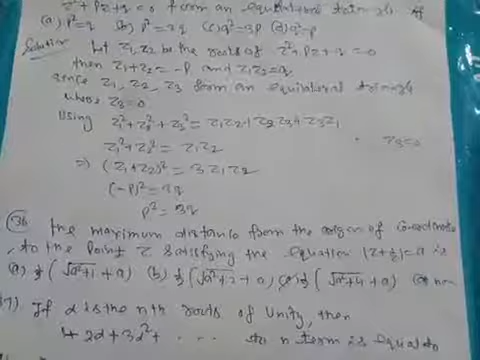 z² + Pz + q = 0 form an equilateral triangle if
(a) P² = q (b) P² = 3q (c) q² = 3P (d) q² = P
Solution Let z₁, z₂ be the roots of z² + Pz + q = 0
then z₁ + z₂ = -P and z₁z₂ = q
since z₁, z₂, z₃ form an equilateral triangle
where z₃ = 0
Using z₁² + z₂² + z₃² = z₁z₂ + z₂z₃ + z₃z₁
z₁² + z₂² = z₁z₂ z₃ = 0
⇒ (z₁ + z₂)² = 3z₁z₂
(-P)² = 3q
P² = 3q
36 The maximum distance from the origin of coordinate
to the point z satisfying the equation |z + 1/z| = a is
(a) ½(√a²+1 + a) (b) ½(√a²+2 + a) (c) ½(√a²+4 + a) (d) non
37). If α is the nth roots of unity, then
1 + 2α + 3α² + ... to n term is equal to